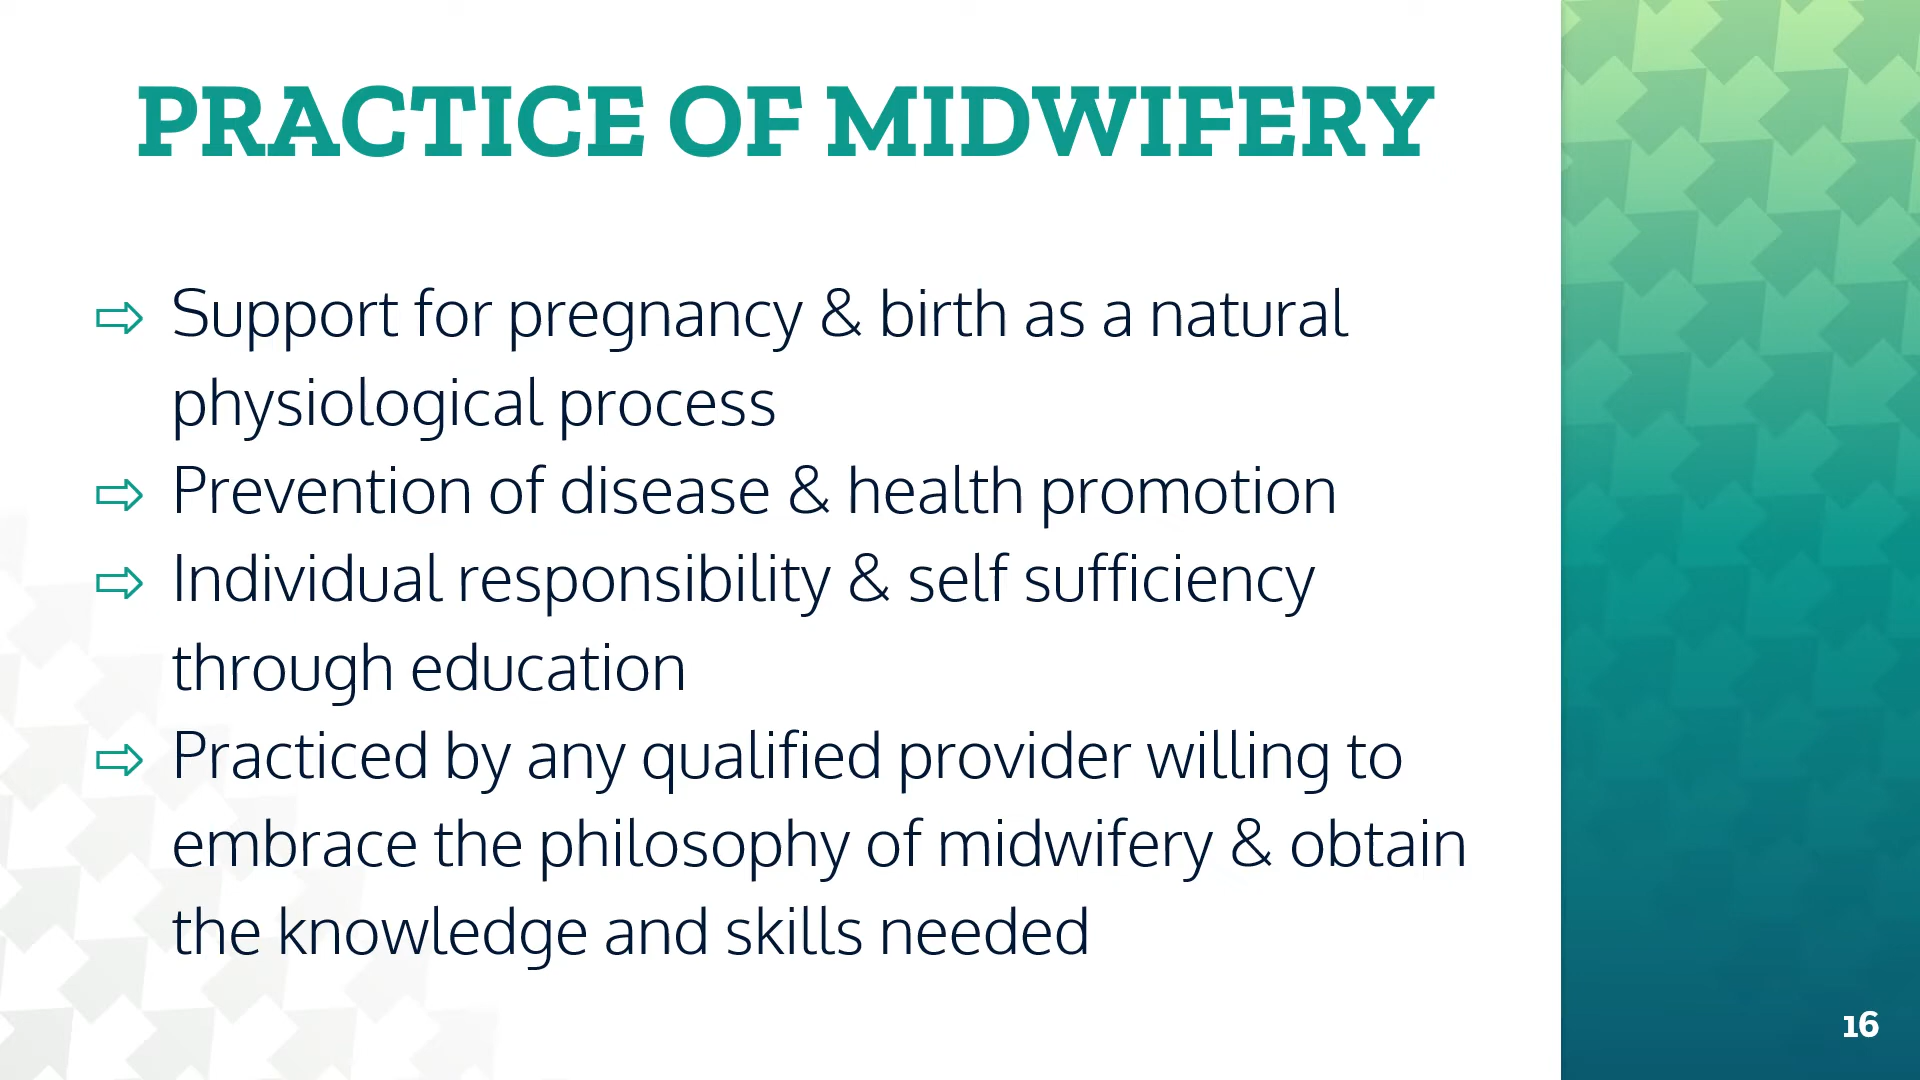 PRACTICE OF MIDWIFERY
⇨ Support for pregnancy & birth as a natural
physiological process
⇨ Prevention of disease & health promotion
⇨ Individual responsibility & self sufficiency
through education
⇨ Practiced by any qualified provider willing to
embrace the philosophy of midwifery & obtain
the knowledge and skills needed
16